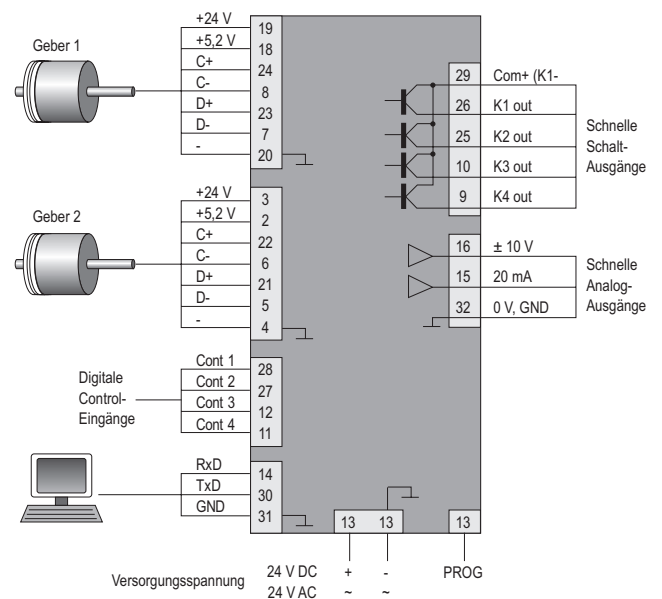 Geber 1
+24 V 19
+5,2 V 18
C+ 24
C- 8
D+ 23
D- 7
- 20
Geber 2
+24 V 3
+5,2 V 2
C+ 22
C- 6
D+ 21
D- 5
- 4
Digitale
Control-
Eingänge
Cont 1 28
Cont 2 27
Cont 3 12
Cont 4 11
RxD 14
TxD 30
GND 31
29 Com+ (K1-
26 K1 out
25 K2 out
10 K3 out
9 K4 out
Schnelle
Schalt-
Ausgänge
16 ± 10 V
15 20 mA
32 0 V, GND
Schnelle
Analog-
Ausgänge
13 13 13
Versorgungsspannung
24 V DC + - PROG
24 V AC ~ ~